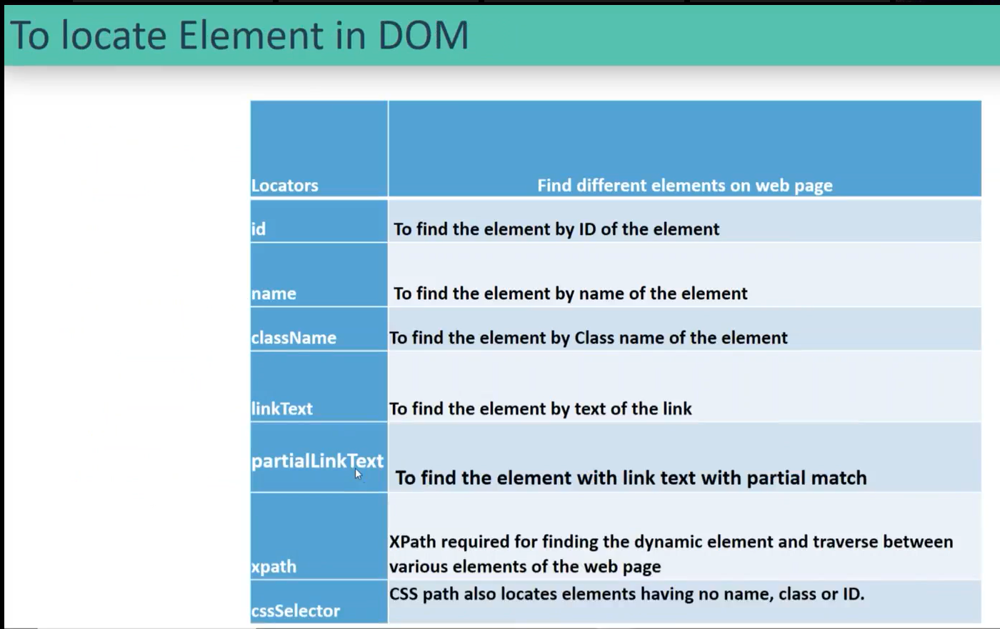 To locate Element in DOM
Locators
Find different elements on web page
id
To find the element by ID of the element
name
To find the element by name of the element
className
To find the element by Class name of the element
linkText
To find the element by text of the link
partialLinkText
To find the element with link text with partial match
xpath
XPath required for finding the dynamic element and traverse between
various elements of the web page
cssSelector
CSS path also locates elements having no name, class or ID.